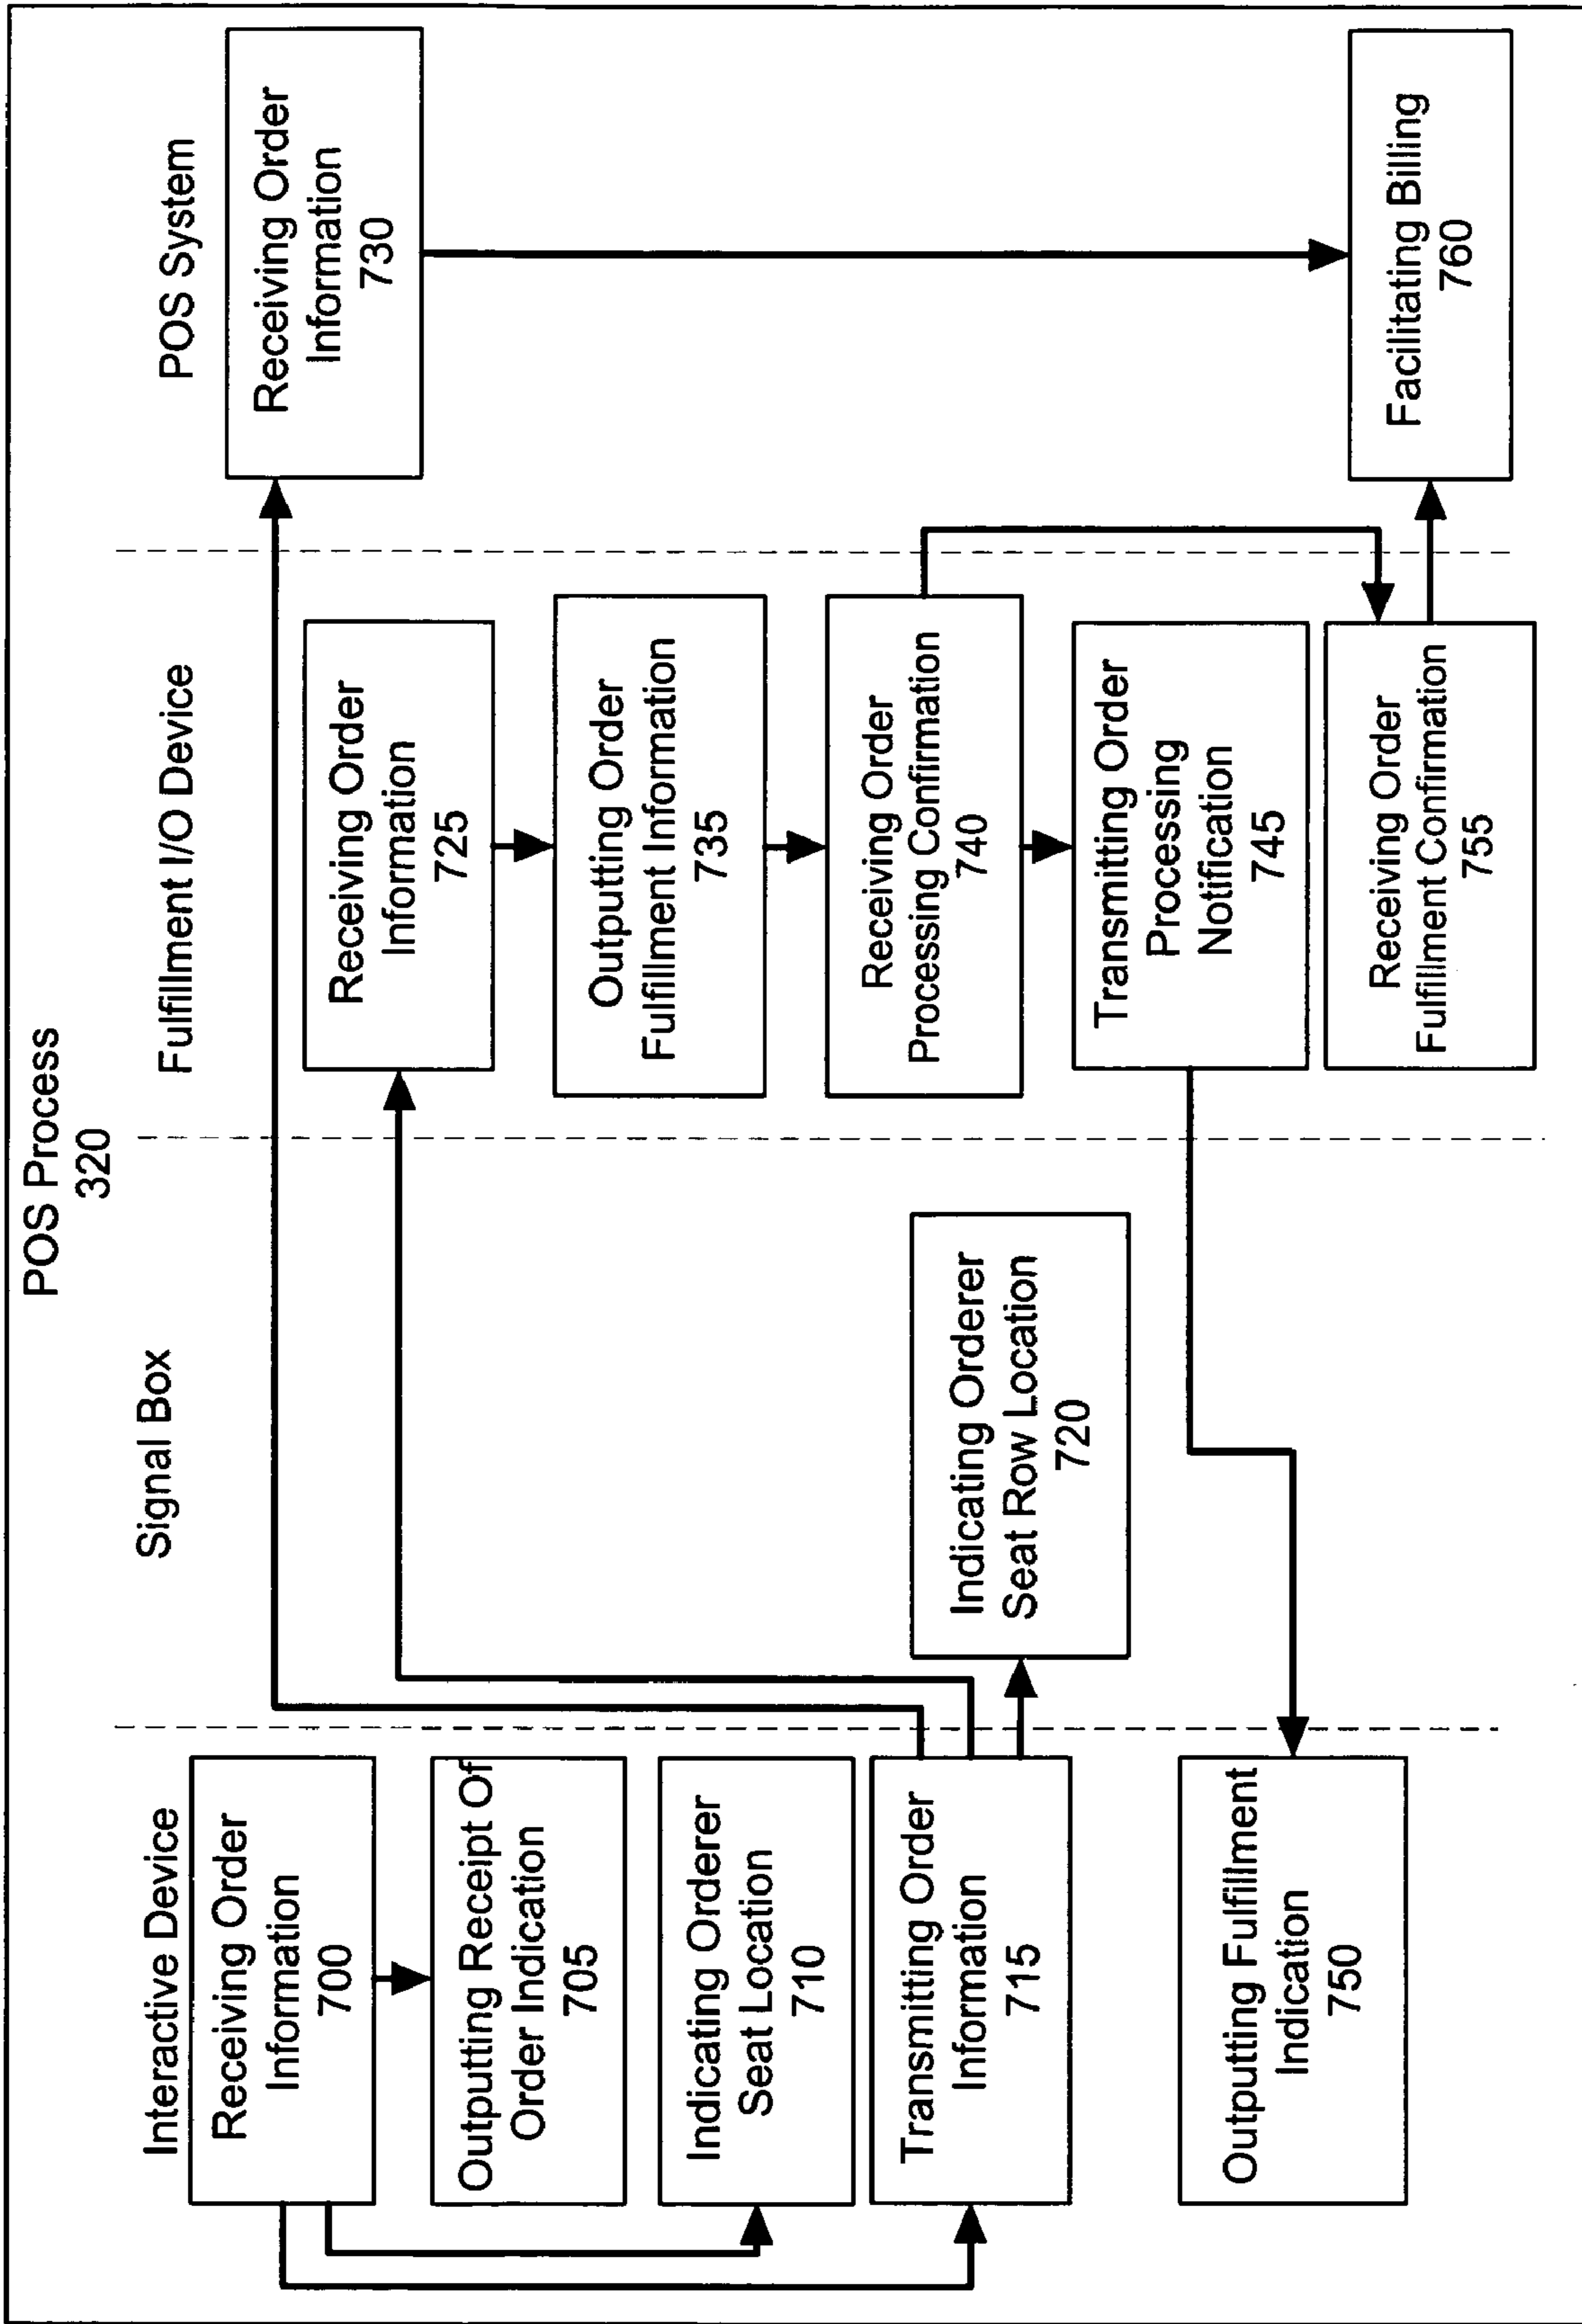 POS Process
320
Interactive Device
Signal Box
Fulfillment I/O Device
POS System
Receiving Order
Information
700
Outputting Receipt Of
Order Indication
705
Indicating Orderer
Seat Location
710
Transmitting Order
Information
715
Outputting Fulfillment
Indication
750
Indicating Orderer
Seat Row Location
720
Receiving Order
Information
725
Outputting Order
Fulfillment Information
735
Receiving Order
Processing Confirmation
740
Transmitting Order
Processing
Notification
745
Receiving Order
Fulfillment Confirmation
755
Receiving Order
Information
730
Facilitating Billing
760